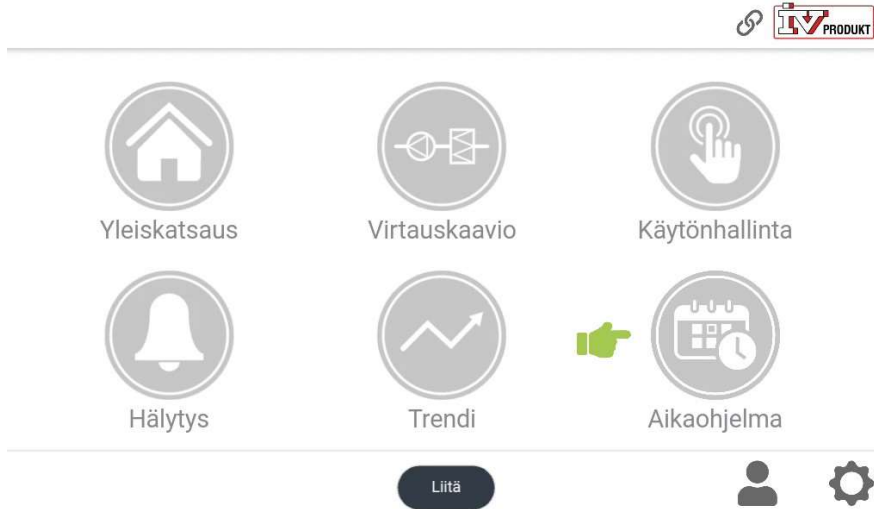 IV PRODUKT
Yleiskatsaus
Virtauskaavio
Käytönhallinta
Hälytys
Trendi
Aikaohjelma
Liitä